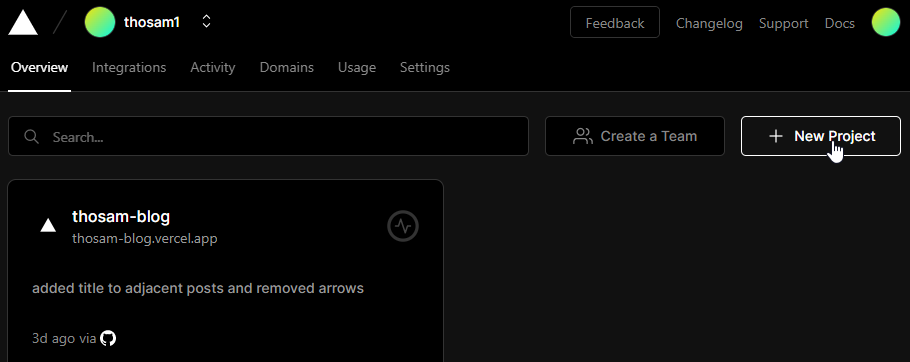 thosam1
Feedback
Changelog
Support
Docs
Overview
Integrations
Activity
Domains
Usage
Settings
Search...
Create a Team
New Project
thosam-blog
thosam-blog.vercel.app
added title to adjacent posts and removed arrows
3d ago via